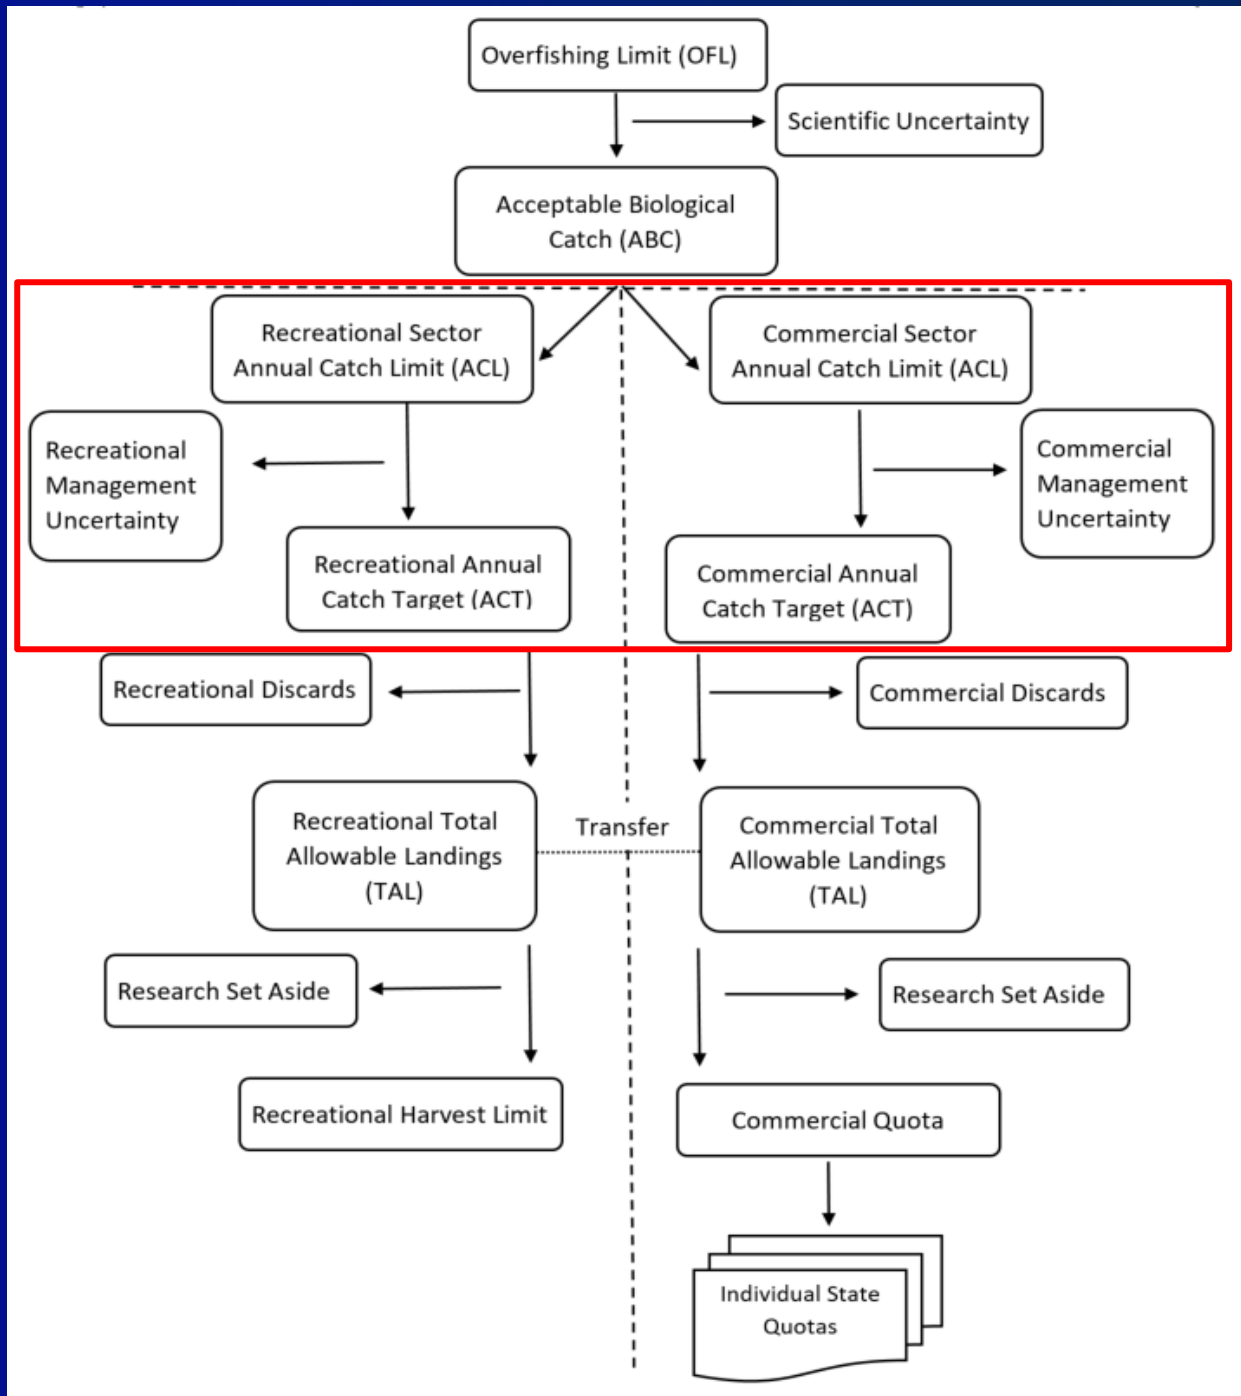 Overfishing Limit (OFL)
Scientific Uncertainty
Acceptable Biological
Catch (ABC)
Recreational Sector
Annual Catch Limit (ACL)
Commercial Sector
Annual Catch Limit (ACL)
Recreational
Management
Uncertainty
Commercial
Management
Uncertainty
Recreational Annual
Catch Target (ACT)
Commercial Annual
Catch Target (ACT)
Recreational Discards
Commercial Discards
Recreational Total
Allowable Landings
(TAL)
Transfer
Commercial Total
Allowable Landings
(TAL)
Research Set Aside
Research Set Aside
Recreational Harvest Limit
Commercial Quota
Individual State
Quotas